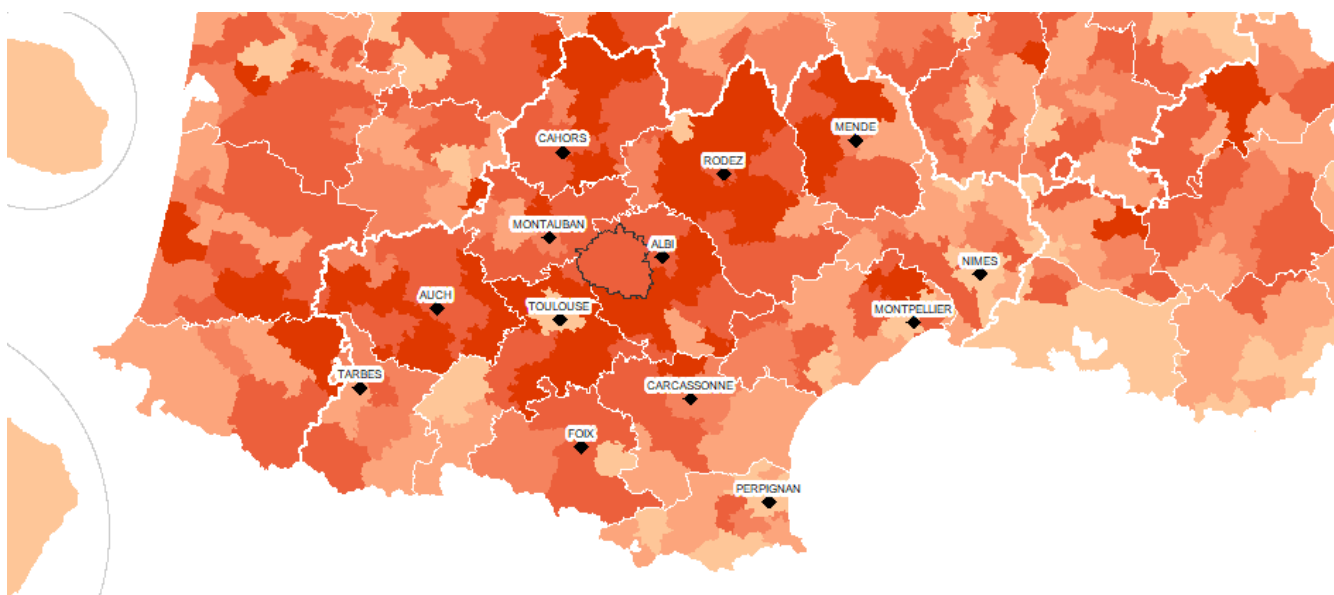 MENDE
CAHORS
RODEZ
MONTAUBAN
ALBI
NIMES
AUCH
TOULOUSE
MONTPELLIER
TARBES
CARCASSONNE
FOIX
PERPIGNAN